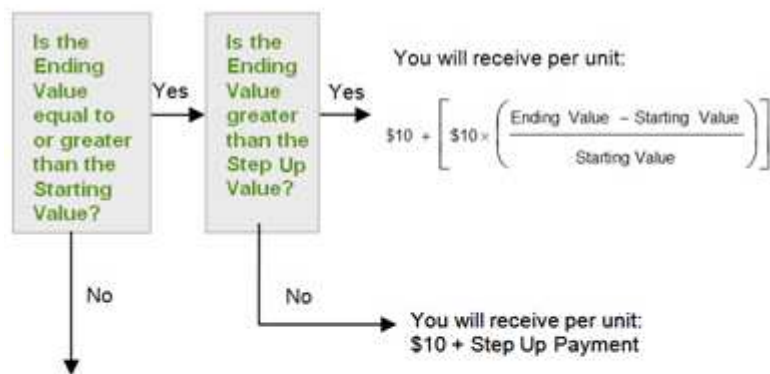 Is the
Ending
Value
equal to
or greater
than the
Starting
Value?
Yes
Is the
Ending
Value
greater
than the
Step Up
Value?
Yes
You will receive per unit:
$10 + [ $10 × ( Ending Value − Starting Value
Starting Value ) ]
No
No
You will receive per unit:
$10 + Step Up Payment